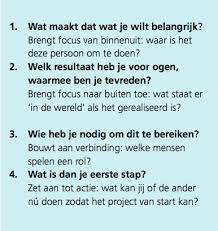 1. Wat maakt dat wat je wilt belangrijk?
Brengt focus van binnenuit: waar is het
deze persoon om te doen?
2. Welk resultaat heb je voor ogen,
waarmee ben je tevreden?
Brengt focus naar buiten toe: wat staat er
‘in de wereld’ als het gerealiseerd is?
3. Wie heb je nodig om dit te bereiken?
Bouwt aan verbinding: welke mensen
spelen een rol?
4. Wat is dan je eerste stap?
Zet aan tot actie: wat kan jij of de ander
nú doen zodat het project van start kan?